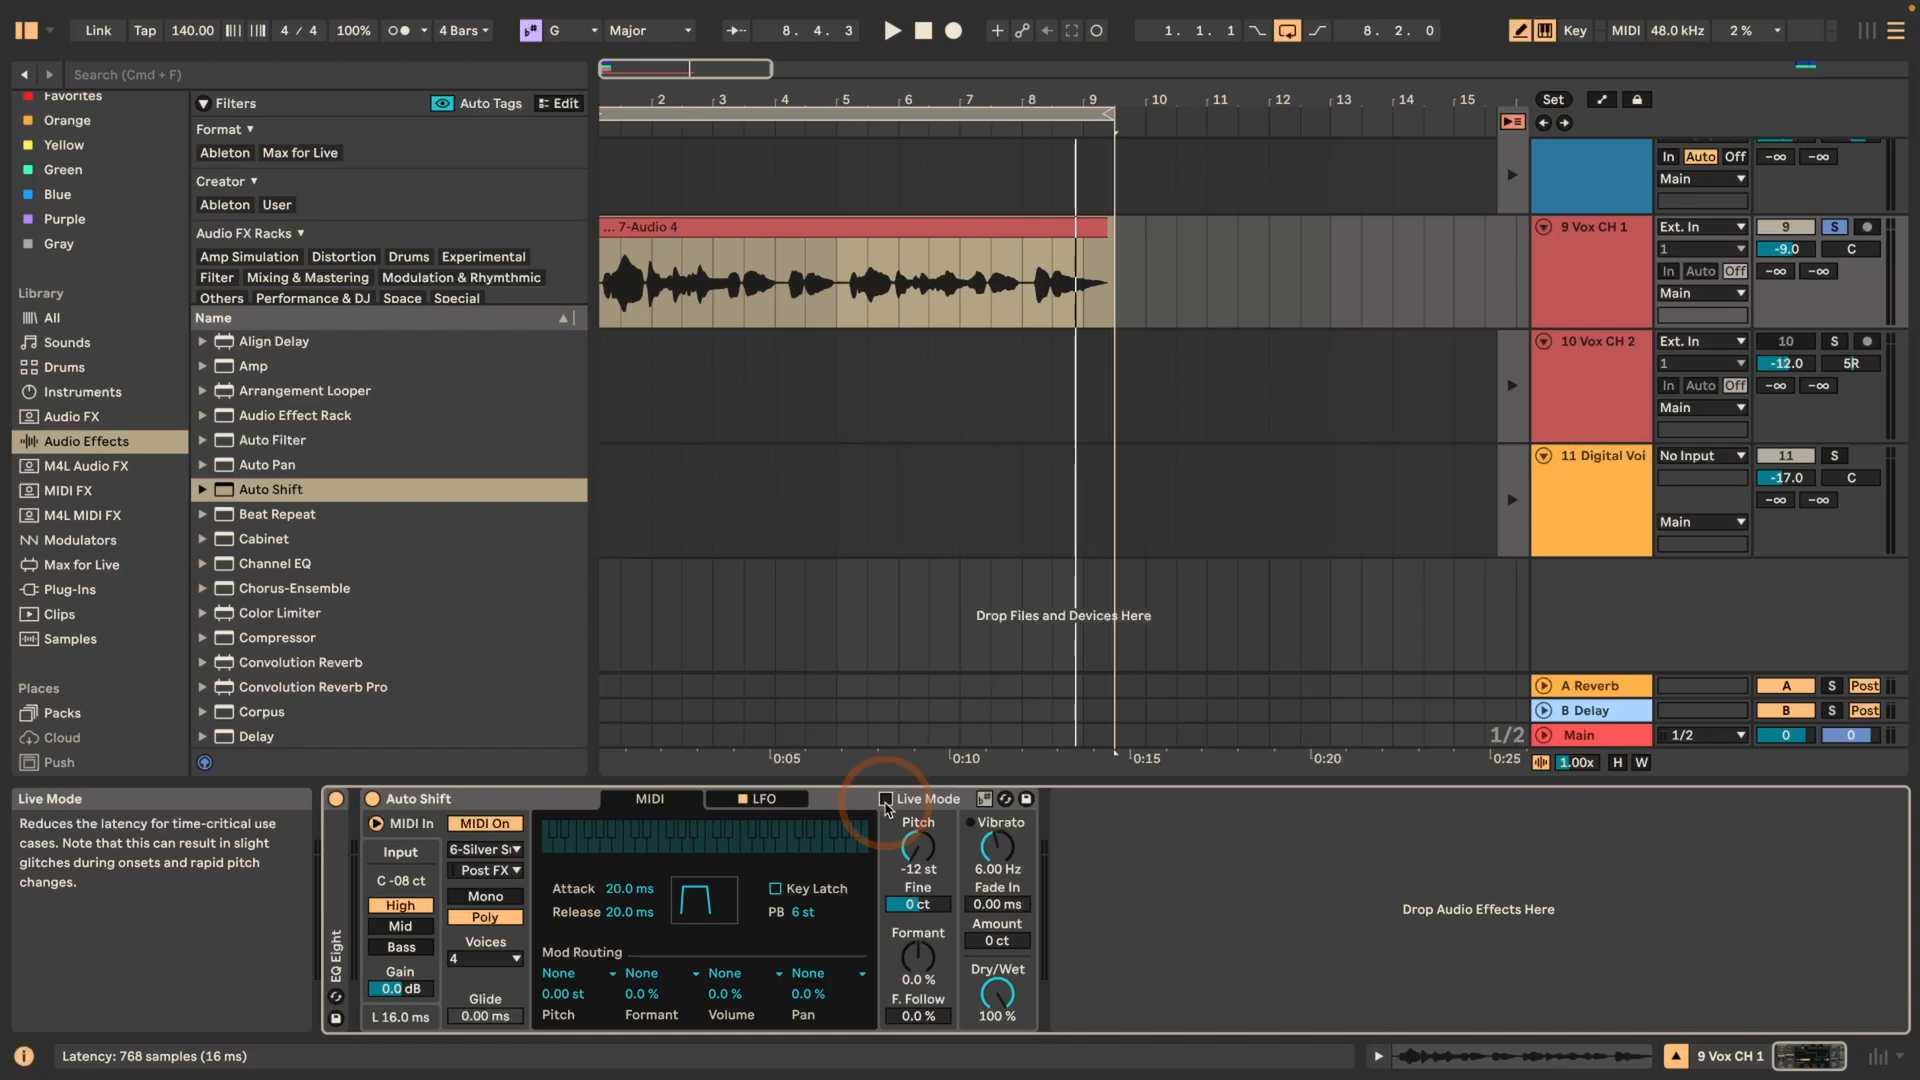 Link Tap 140.00 4 / 4 100% 4 Bars G Major 8. 4. 3 1. 1. 1 8. 2. 0 Key MIDI 48.0 kHz 2 %
Search (Cmd + F)
Favorites
Orange
Yellow
Green
Blue
Purple
Gray
Library
All
Sounds
Drums
Instruments
Audio FX
Audio Effects
M4L Audio FX
MIDI FX
M4L MIDI FX
Modulators
Max for Live
Plug-Ins
Clips
Samples
Places
Packs
Cloud
Push
Filters Auto Tags Edit
Format
Ableton Max for Live
Creator
Ableton User
Audio FX Racks
Amp Simulation Distortion Drums Experimental
Filter Mixing & Mastering Modulation & Rhymthmic
Others Performance & DJ Space Special
Name
Align Delay
Amp
Arrangement Looper
Audio Effect Rack
Auto Filter
Auto Pan
Auto Shift
Beat Repeat
Cabinet
Channel EQ
Chorus-Ensemble
Color Limiter
Compressor
Convolution Reverb
Convolution Reverb Pro
Corpus
Delay
2 3 4 5 6 7 8 9 10 11 12 13 14 15
Set
... 7-Audio 4
Drop Files and Devices Here
1/2
0:05 0:10 0:15 0:20 0:25
In Auto Off -∞ -∞
Main
9 Vox CH 1 Ext. In 9 S
1 -9.0 C
In Auto Off -∞ -∞
Main
10 Vox CH 2 Ext. In 10 S
1 -12.0 5R
In Auto Off -∞ -∞
Main
11 Digital Voi No Input 11 S
-17.0 C
-∞ -∞
Main
A Reverb A S Post
B Delay B S Post
Main 1/2 0 0
1.00x H W
Live Mode
Reduces the latency for time-critical use
cases. Note that this can result in slight
glitches during onsets and rapid pitch
changes.
EQ Eight
Auto Shift MIDI LFO Live Mode
MIDI In MIDI On
Input 6-Silver S
C -08 ct Post FX
High Mono
Mid Poly
Bass Voices
4
Gain
0.0 dB Glide
L 16.0 ms 0.00 ms
Attack 20.0 ms Key Latch
Release 20.0 ms PB 6 st
Mod Routing
None None None None
0.00 st 0.0 % 0.0 % 0.0 %
Pitch Formant Volume Pan
Pitch Vibrato
-12 st 6.00 Hz
Fine Fade In
0 ct 0.00 ms
Formant Amount
0 ct
0.0 % Dry/Wet
F. Follow
0.0 % 100 %
Drop Audio Effects Here
Latency: 768 samples (16 ms)
9 Vox CH 1